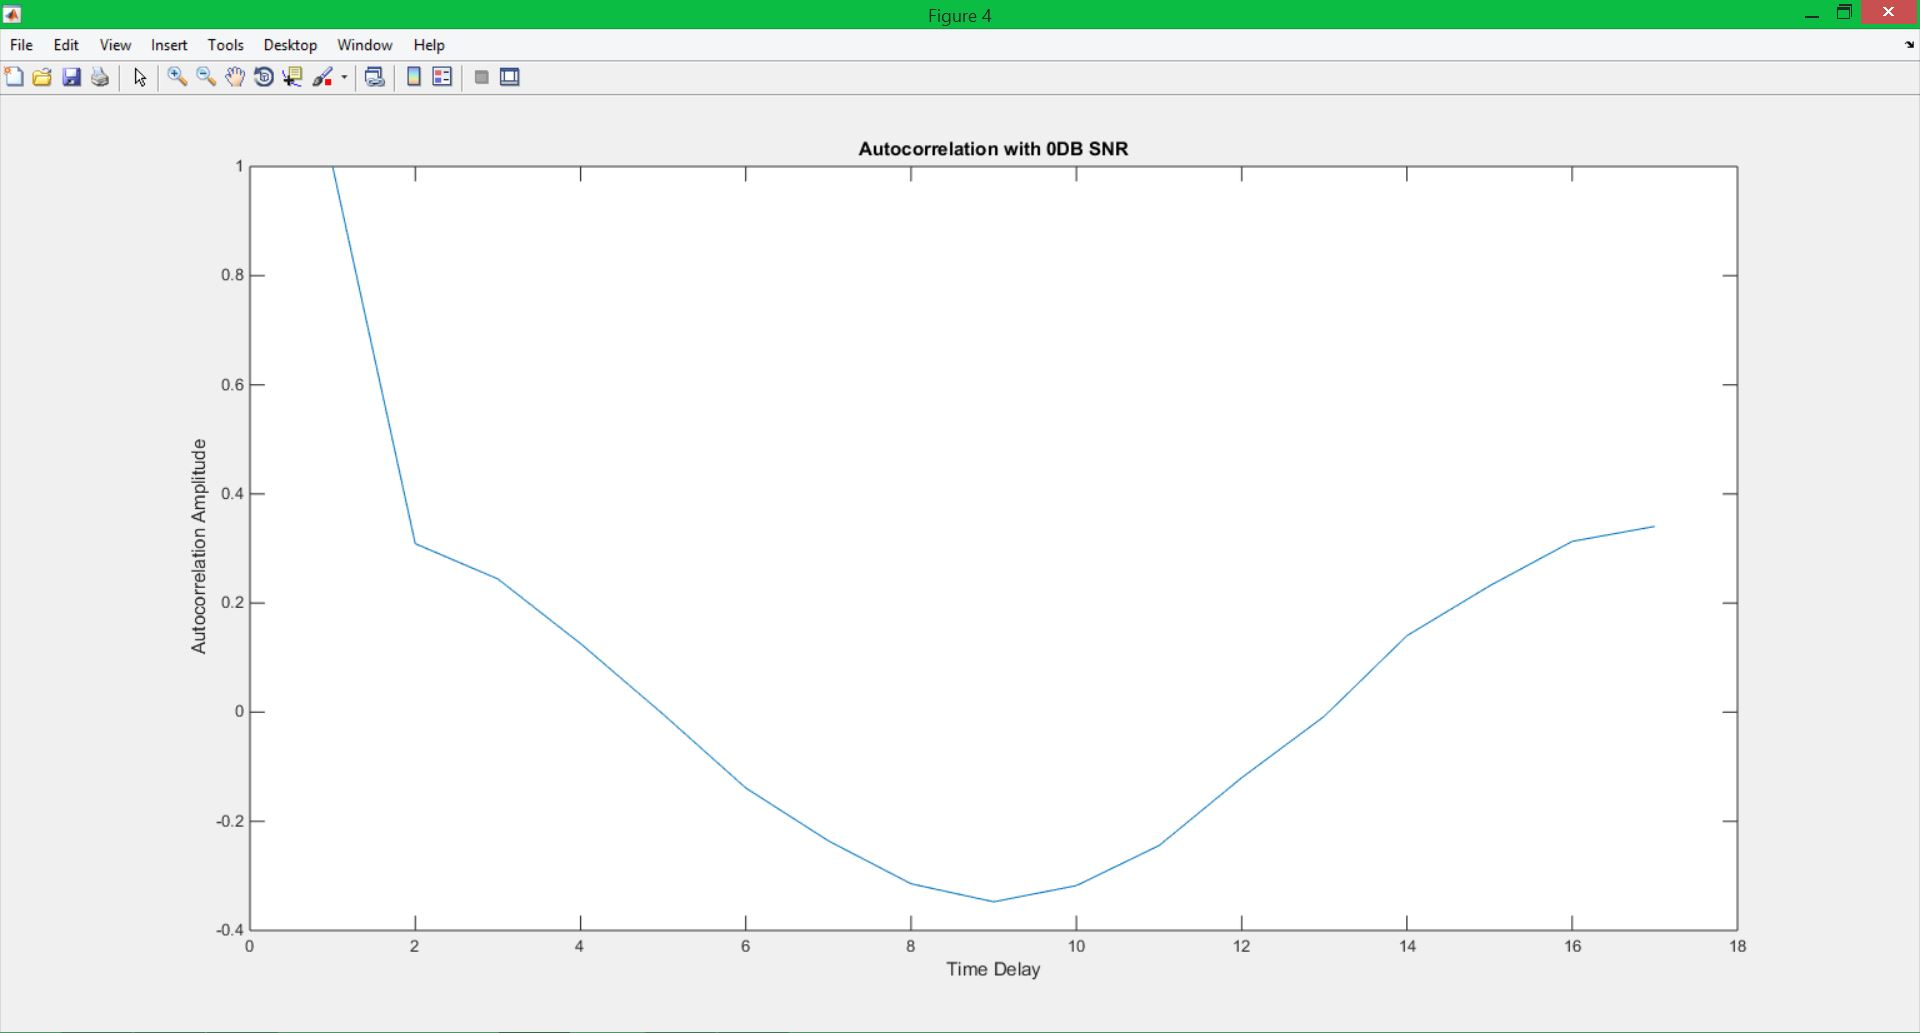 Figure 4
File Edit View Insert Tools Desktop Window Help
Autocorrelation with 0DB SNR
1
0.8
0.6
0.4
0.2
0
-0.2
-0.4
Autocorrelation Amplitude
0 2 4 6 8 10 12 14 16 18
Time Delay